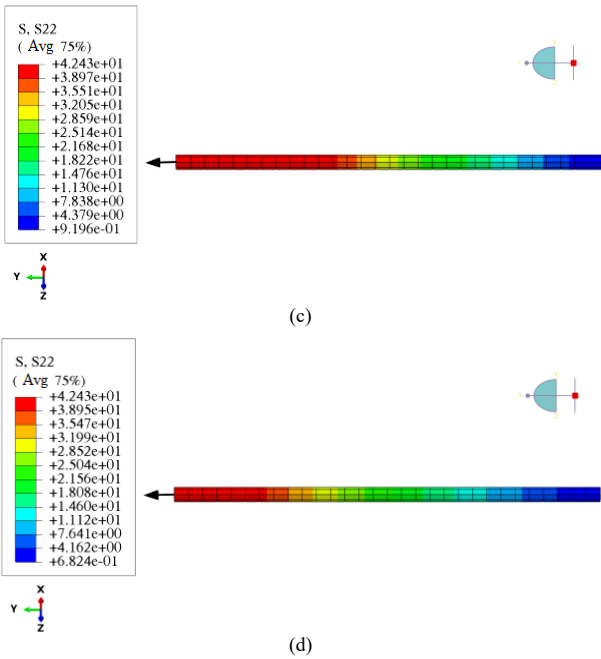 S, S22
( Avg 75%)
+4.243e+01
+3.897e+01
+3.551e+01
+3.205e+01
+2.859e+01
+2.514e+01
+2.168e+01
+1.822e+01
+1.476e+01
+1.130e+01
+7.838e+00
+4.379e+00
+9.196e-01
X
Y
Z
(c)
S, S22
( Avg 75%)
+4.243e+01
+3.895e+01
+3.547e+01
+3.199e+01
+2.852e+01
+2.504e+01
+2.156e+01
+1.808e+01
+1.460e+01
+1.112e+01
+7.641e+00
+4.162e+00
+6.824e-01
X
Y
Z
(d)